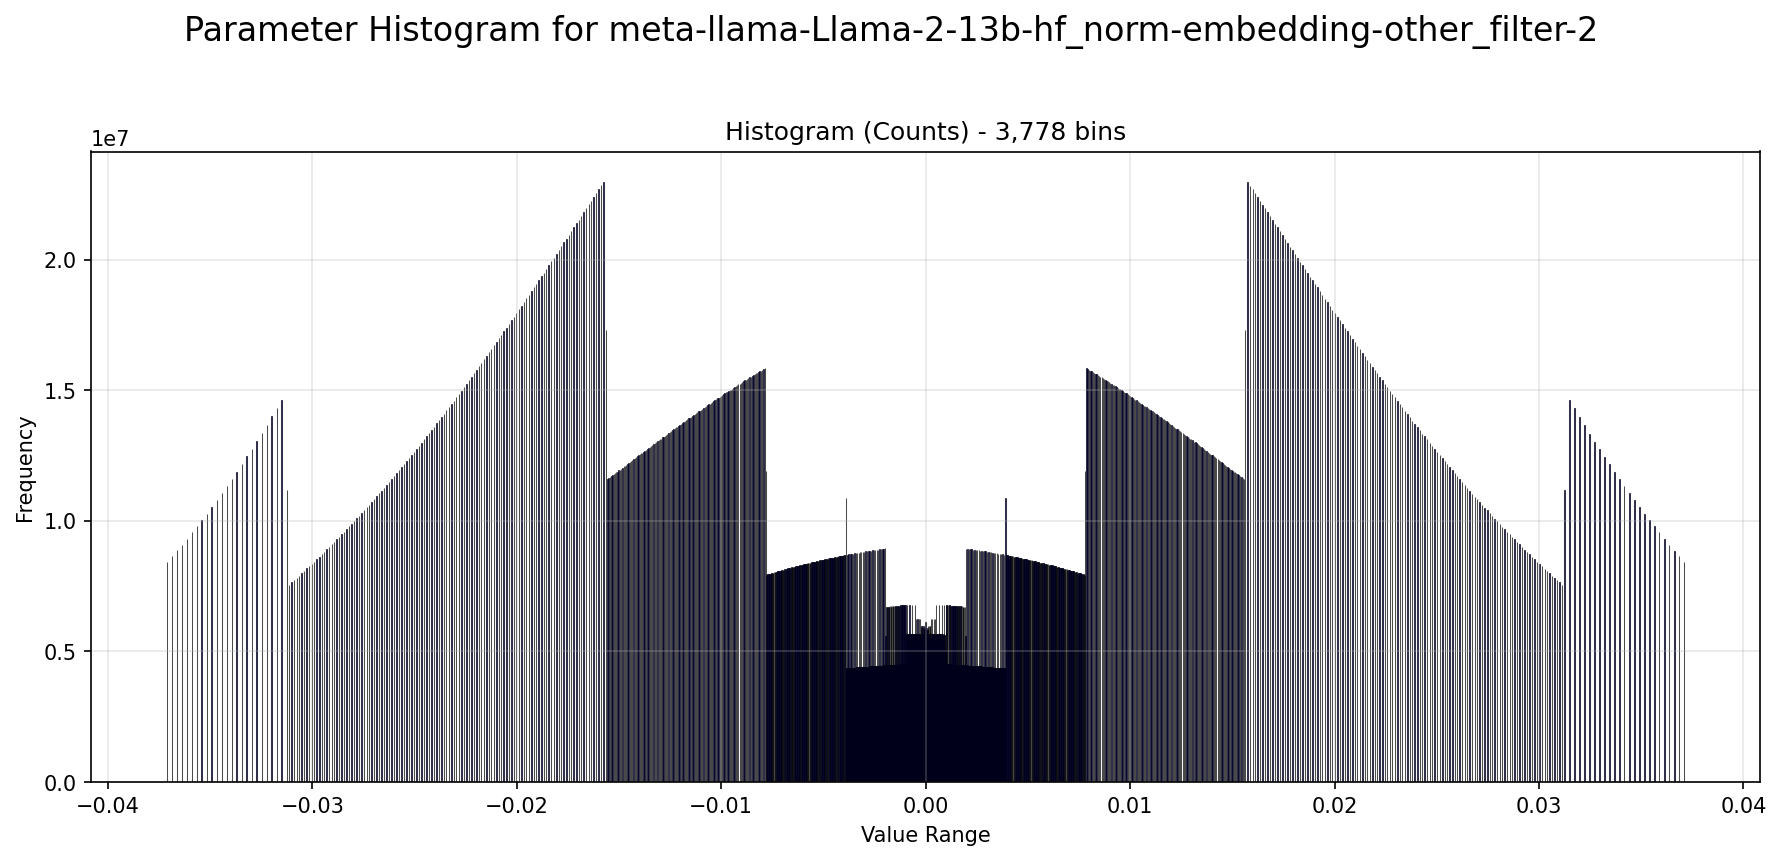 Parameter Histogram for meta-llama-Llama-2-13b-hf_norm-embedding-other_filter-2
Histogram (Counts) - 3,778 bins
1e7
2.0
1.5
1.0
0.5
0.0
Frequency
−0.04 −0.03 −0.02 −0.01 0.00 0.01 0.02 0.03 0.04
Value Range